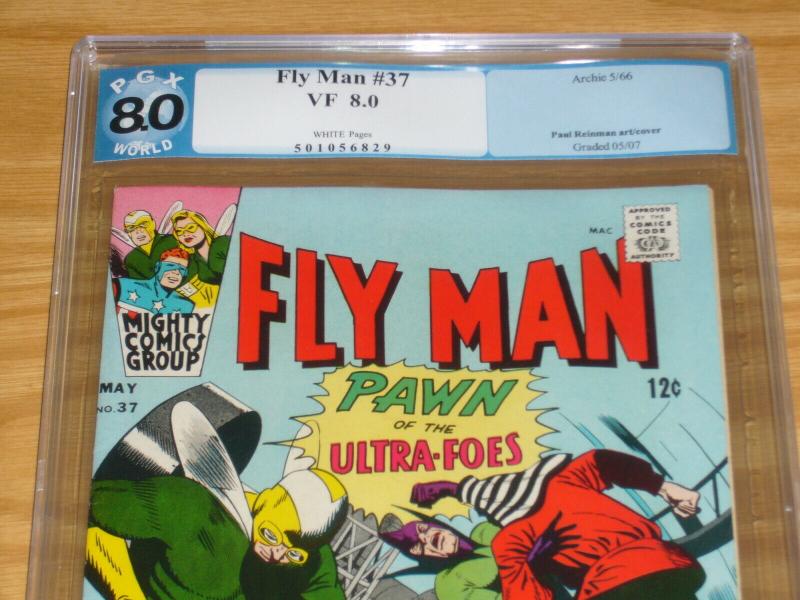 PGX
8.0
WORLD
Fly Man #37
VF 8.0
WHITE Pages
501056829
Archie 5/66
Paul Reinman art/cover
Graded 05/07
MIGHTY
COMICS
GROUP
MAY
NO. 37
FLY MAN
MAC
APPROVED
BY THE
COMICS
CODE
AUTHORITY
12¢
PAWN
OF THE
ULTRA-FOES